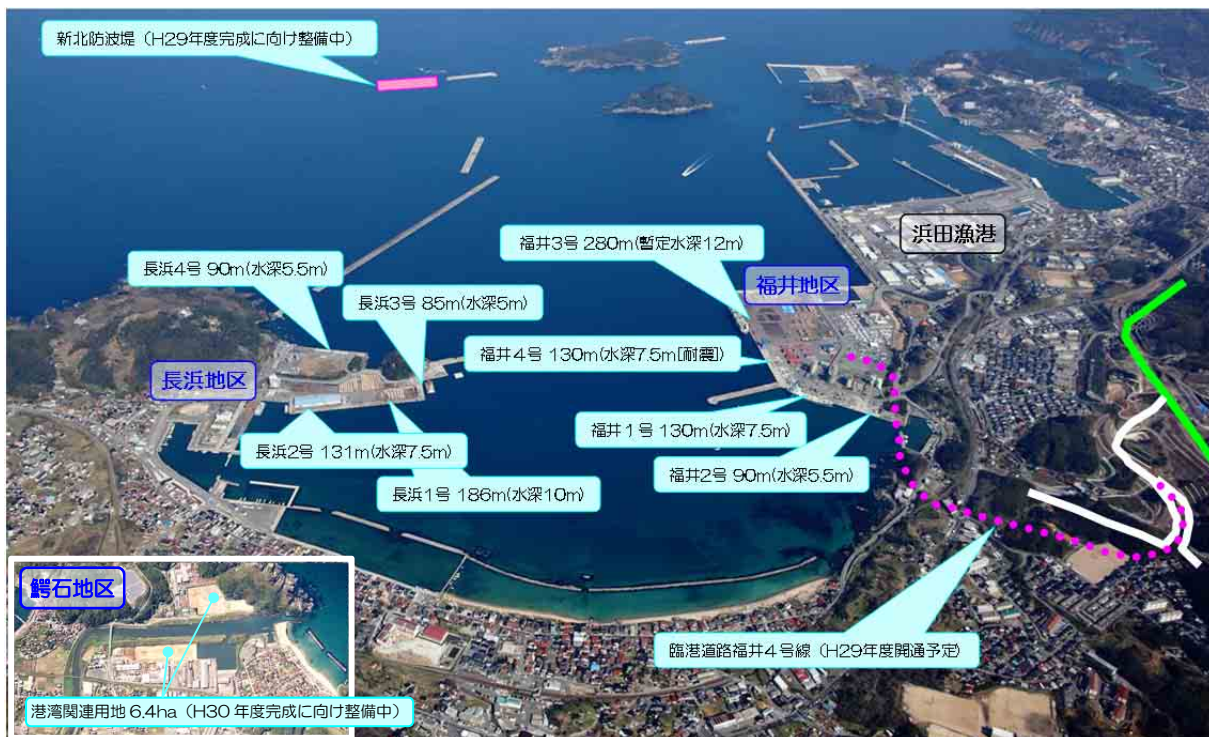 新北防波堤（H29年度完成に向け整備中）
浜田漁港
福井3号 280m(暫定水深12m)
長浜4号 90m(水深5.5m)
福井地区
長浜3号 85m(水深5m)
福井4号 130m(水深7.5m[耐震])
長浜地区
福井1号 130m(水深7.5m)
長浜2号 131m(水深7.5m)
福井2号 90m(水深5.5m)
長浜1号 186m(水深10m)
鰐石地区
臨港道路福井4号線（H29年度開通予定)
港湾関連用地6.4ha（H30年度完成に向け整備中）